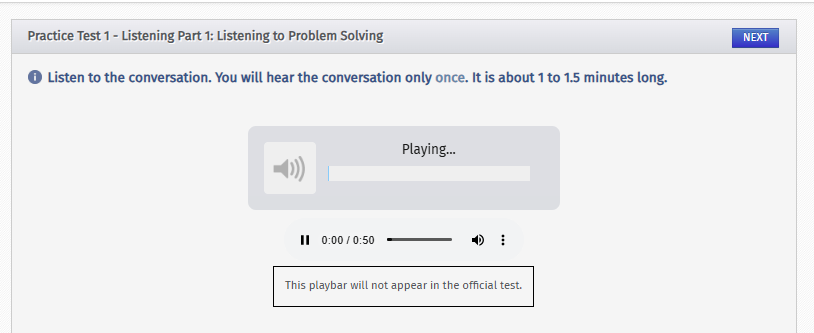 Practice Test 1 - Listening Part 1: Listening to Problem Solving
NEXT
Listen to the conversation. You will hear the conversation only once. It is about 1 to 1.5 minutes long.
Playing...
0:00 / 0:50
This playbar will not appear in the official test.